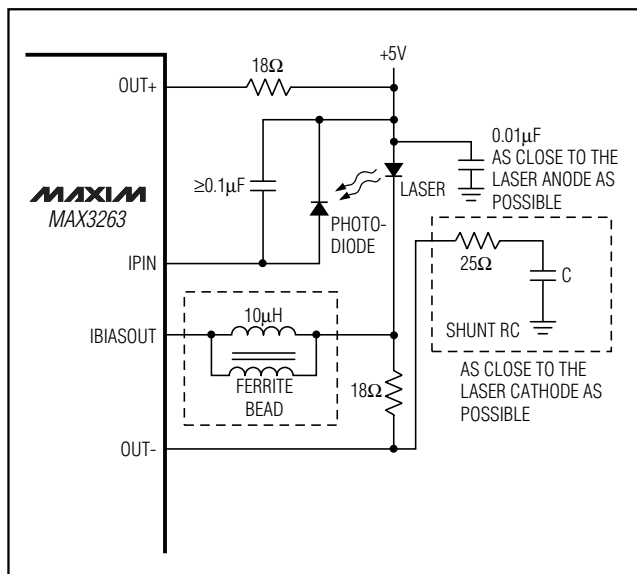 +5V
18Ω
OUT+
0.01µF
AS CLOSE TO THE
LASER ANODE AS
POSSIBLE
≥0.1µF
LASER
MAXIM
MAX3263
PHOTO-
DIODE
IPIN
25Ω
C
10µH
IBIASOUT
SHUNT RC
FERRITE
BEAD
18Ω
AS CLOSE TO THE
LASER CATHODE AS
POSSIBLE
OUT-